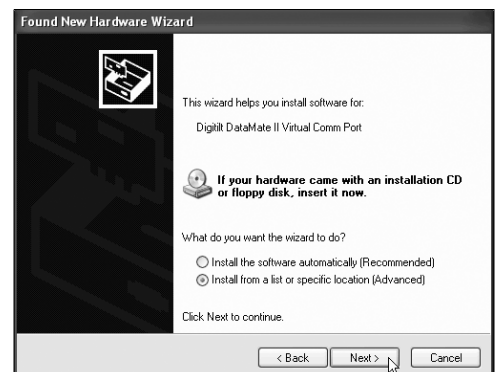 Found New Hardware Wizard
This wizard helps you install software for:
Digitilt DataMate II Virtual Comm Port
If your hardware came with an installation CD
or floppy disk, insert it now.
What do you want the wizard to do?
Install the software automatically (Recommended)
Install from a list or specific location (Advanced)
Click Next to continue.
< Back
Next >
Cancel